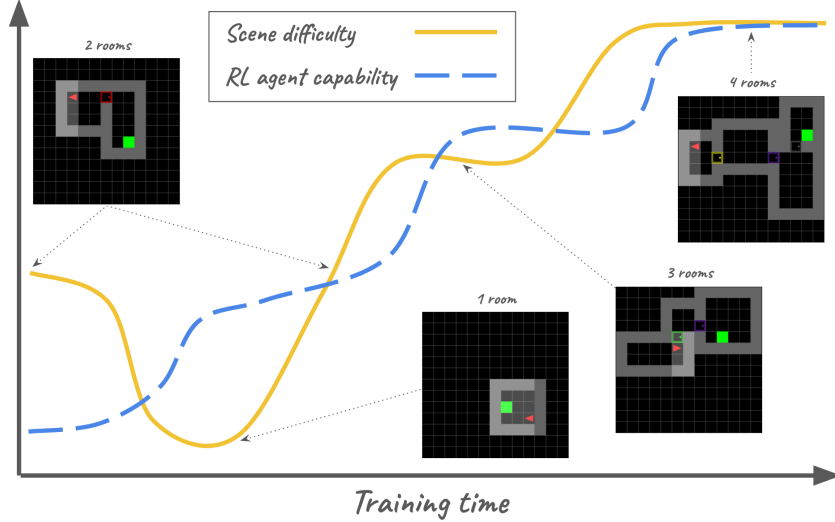 Scene difficulty
RL agent capability
2 rooms
4 rooms
3 rooms
1 room
Training time